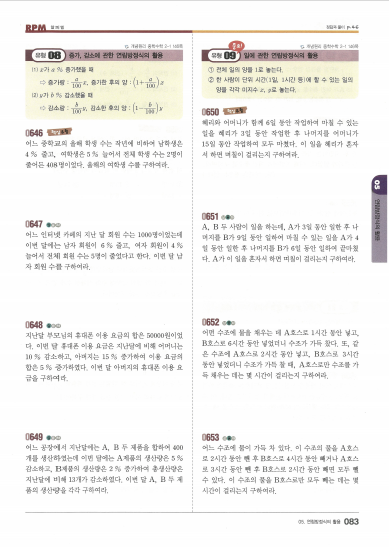 RPM
알피엠
정답과 풀이
유형 08 증가, 감소에 관한 연립방정식의 활용
개념원리 중학수학 2-1
(1) x가 a % 증가했을 때
⇨ 증가량 : a/100 x, 증가한 후의 양 : (1+a/100)x
(2) y가 b % 감소했을 때
⇨ 감소량 : b/100 y, 감소한 후의 양 : (1-b/100)y
0646
어느 중학교의 올해 학생 수는 작년에 비하여 남학생은
4 % 줄고, 여학생은 5 % 늘어서 전체 학생 수는 2명이
줄어든 408명이었다. 올해의 여학생 수를 구하여라.
0647
어느 인터넷 카페의 지난 달 회원 수는 1000명이었는데
이번 달에는 남자 회원이 6 % 줄고, 여자 회원이 4 %
늘어서 전체 회원 수는 5명이 줄었다고 한다. 이번 달 남
자 회원 수를 구하여라.
0648
지난달 부모님의 휴대폰 이용 요금의 합은 50000원이었
다. 이번 달 휴대폰 이용 요금은 지난달에 비해 어머니는
10 % 감소하고, 아버지는 15 % 증가하여 이용 요금의
합은 5 % 증가하였다. 이번 달 아버지의 휴대폰 이용 요
금을 구하여라.
0649
어느 공장에서 지난달에는 A, B 두 제품을 합하여 400
개를 생산하였는데 이번 달에는 A제품의 생산량은 5 %
감소하고, B제품의 생산량은 2 % 증가하여 총생산량은
지난달에 비해 13개가 감소하였다. 이번 달 A, B 두 제
품의 생산량을 각각 구하여라.
개념원리 중학수학 2-1
유형 09 일에 관한 연립방정식의 활용
① 전체 일의 양을 1로 놓는다.
② 한 사람이 단위 시간(1일, 1시간 등)에 할 수 있는 일의
양을 각각 미지수 x, y로 놓는다.
0650
혜리와 어머니가 함께 6일 동안 작업하여 마칠 수 있는
일을 혜리가 3일 동안 작업한 후 나머지를 어머니가
15일 동안 작업하여 모두 마쳤다. 이 일을 혜리가 혼자
서 하면 며칠이 걸리는지 구하여라.
0651
A, B 두 사람이 일을 하는데, A가 3일 동안 일한 후 나
머지를 B가 9일 동안 일하여 마칠 수 있는 일을 A가 4
일 동안 일한 후 나머지를 B가 6일 동안 일하여 끝마쳤
다. A가 이 일을 혼자서 하면 며칠이 걸리는지 구하여라.
0652
어떤 수조에 물을 채우는 데 A호스로 1시간 동안 넣고,
B호스로 6시간 동안 넣었더니 수조가 가득 찼다. 또, 같
은 수조에 A호스로 2시간 동안 넣고, B호스로 3시간
동안 넣었더니 수조가 가득 찰 때, A호스로만 수조를 가
득 채우는 데는 몇 시간이 걸리는지 구하여라.
0653
어느 수조에 물이 가득 차 있다. 이 수조의 물을 A호스
로 2시간 동안 뺀 후 B호스로 4시간 동안 빼거나 A호스
로 3시간 동안 뺀 후 B호스로 2시간 동안 빼면 모두 뺄
수 있다. 이 수조의 물을 B호스로만 모두 빼는 데는 몇
시간이 걸리는지 구하여라.
05
연립방정식의 활용
05. 연립방정식의 활용 083